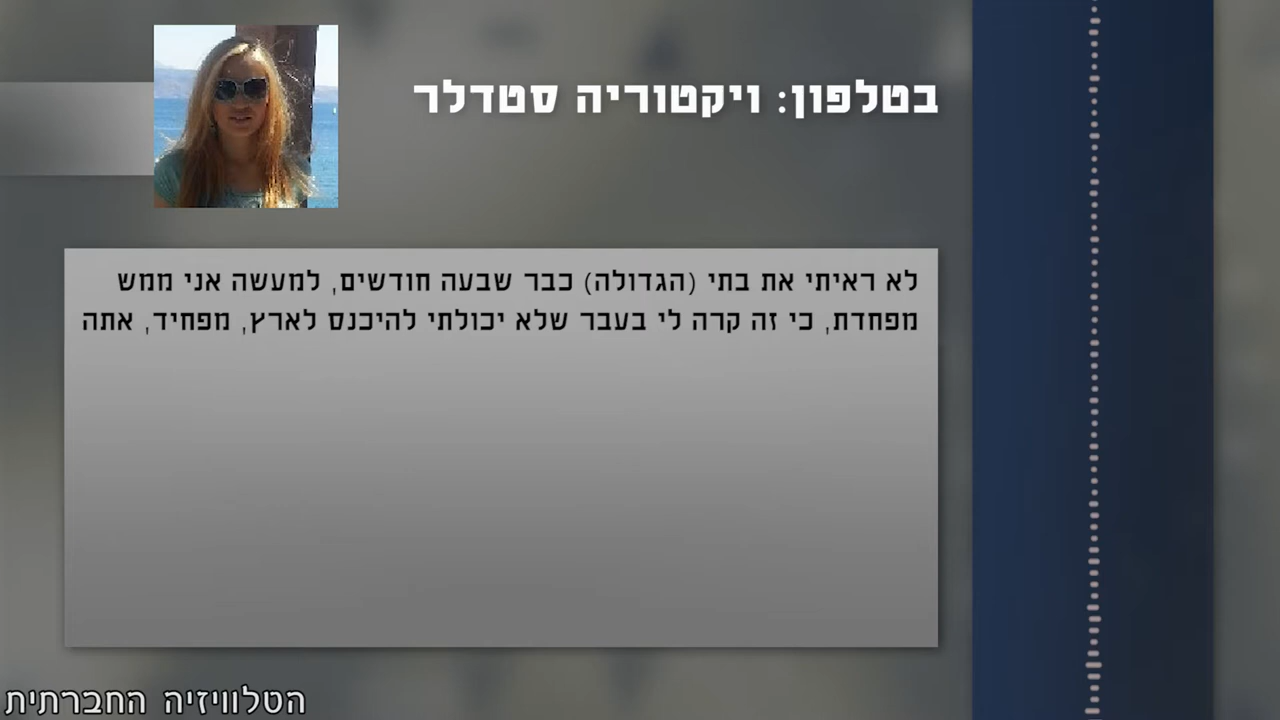 בטלפון: ויקטוריה סטדלר
לא ראיתי את בתי (הגדולה) כבר שבעה חודשים, למעשה אני ממש
מפחדת, כי זה קרה לי בעבר שלא יכולתי להיכנס לארץ, מפחיד, אתה
הטלוויזיה החברתית